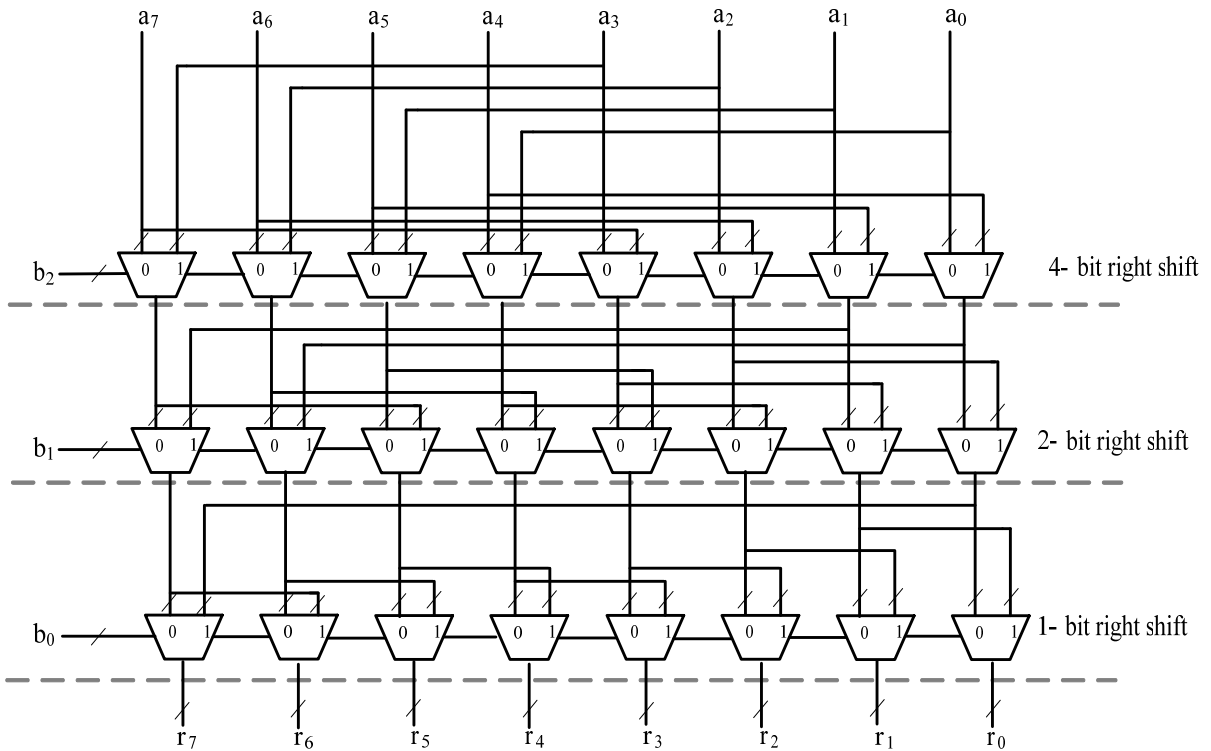 a7 a6 a5 a4 a3 a2 a1 a0
b2 0 1 0 1 0 1 0 1 0 1 0 1 0 1 0 1 4- bit right shift
b1 0 1 0 1 0 1 0 1 0 1 0 1 0 1 0 1 2- bit right shift
b0 0 1 0 1 0 1 0 1 0 1 0 1 0 1 0 1 1- bit right shift
r7 r6 r5 r4 r3 r2 r1 r0